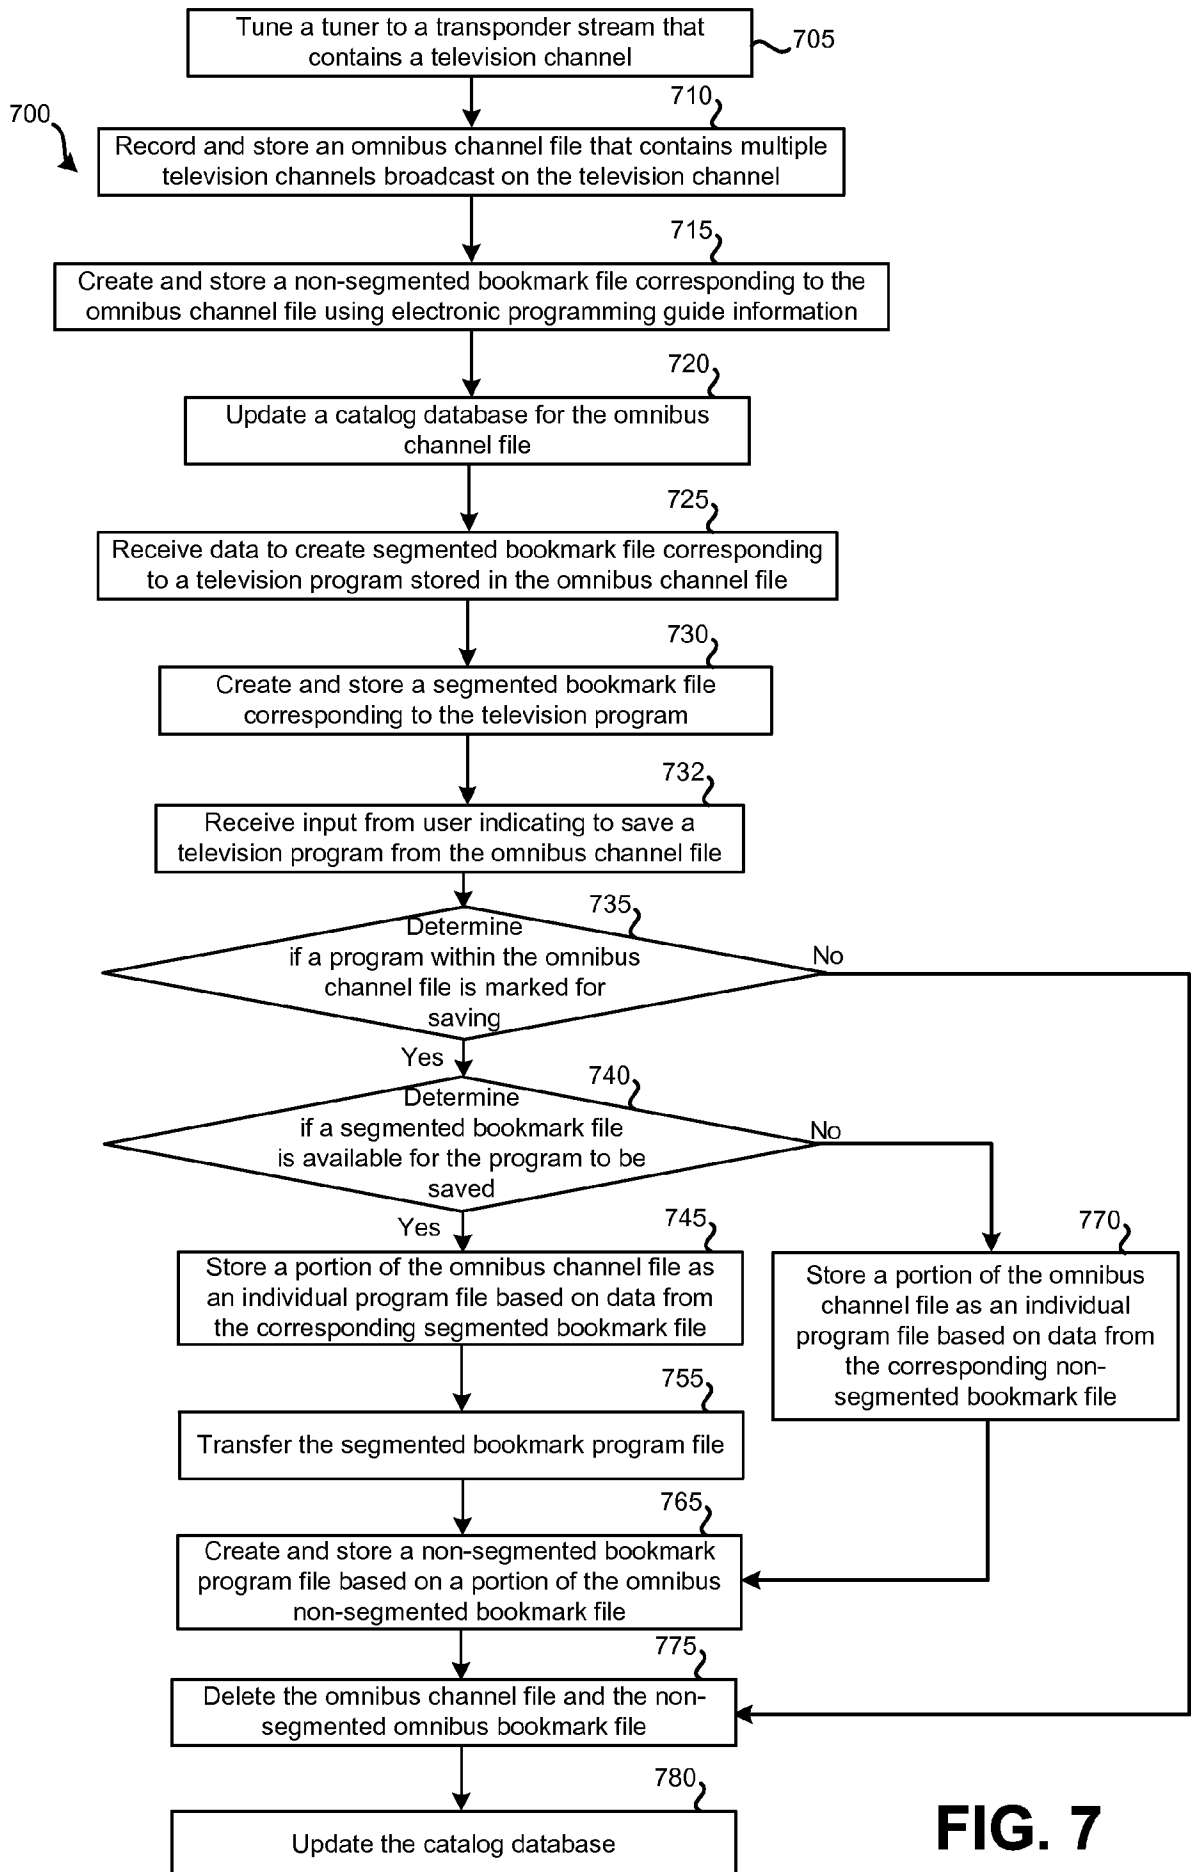 Tune a tuner to a transponder stream that
contains a television channel
705
700
710
Record and store an omnibus channel file that contains multiple
television channels broadcast on the television channel
715
Create and store a non-segmented bookmark file corresponding to the
omnibus channel file using electronic programming guide information
720
Update a catalog database for the omnibus
channel file
725
Receive data to create segmented bookmark file corresponding
to a television program stored in the omnibus channel file
730
Create and store a segmented bookmark file
corresponding to the television program
732
Receive input from user indicating to save a
television program from the omnibus channel file
735
Determine
if a program within the omnibus
channel file is marked for
saving
No
Yes
740
Determine
if a segmented bookmark file
is available for the program to be
saved
No
Yes
745
Store a portion of the omnibus channel file as
an individual program file based on data from
the corresponding segmented bookmark file
770
Store a portion of the omnibus
channel file as an individual
program file based on data from
the corresponding non-
segmented bookmark file
755
Transfer the segmented bookmark program file
765
Create and store a non-segmented bookmark
program file based on a portion of the omnibus
non-segmented bookmark file
775
Delete the omnibus channel file and the non-
segmented omnibus bookmark file
780
Update the catalog database
FIG. 7